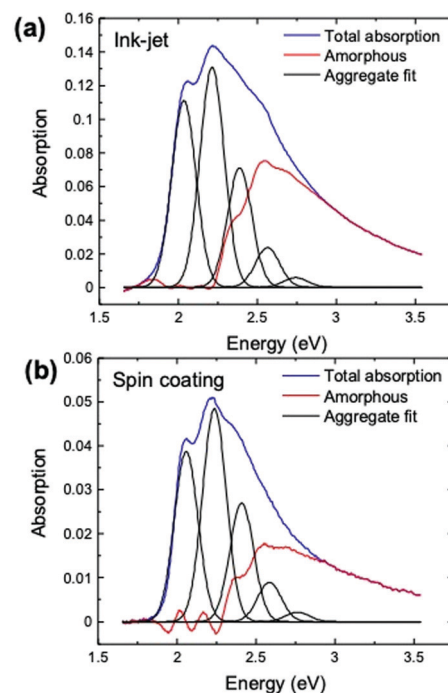 (a)
Ink-jet
Total absorption
Amorphous
Aggregate fit
Absorption
0.16
0.14
0.12
0.10
0.08
0.06
0.04
0.02
0
1.5 2 2.5 3 3.5
Energy (eV)
(b)
Spin coating
Total absorption
Amorphous
Aggregate fit
Absorption
0.06
0.05
0.04
0.03
0.02
0.01
0
1.5 2 2.5 3 3.5
Energy (eV)